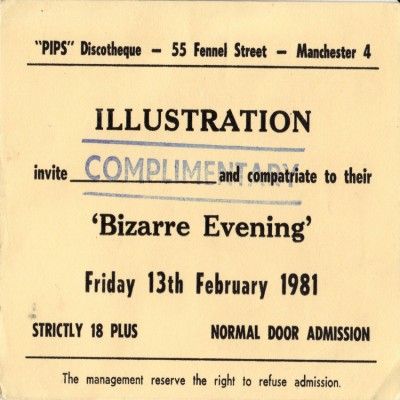 "PIPS" Discotheque — 55 Fennel Street — Manchester 4
ILLUSTRATION
COMPLIMENTARY
invite and compatriate to their
'Bizarre Evening'
Friday 13th February 1981
STRICTLY 18 PLUS NORMAL DOOR ADMISSION
The management reserve the right to refuse admission.